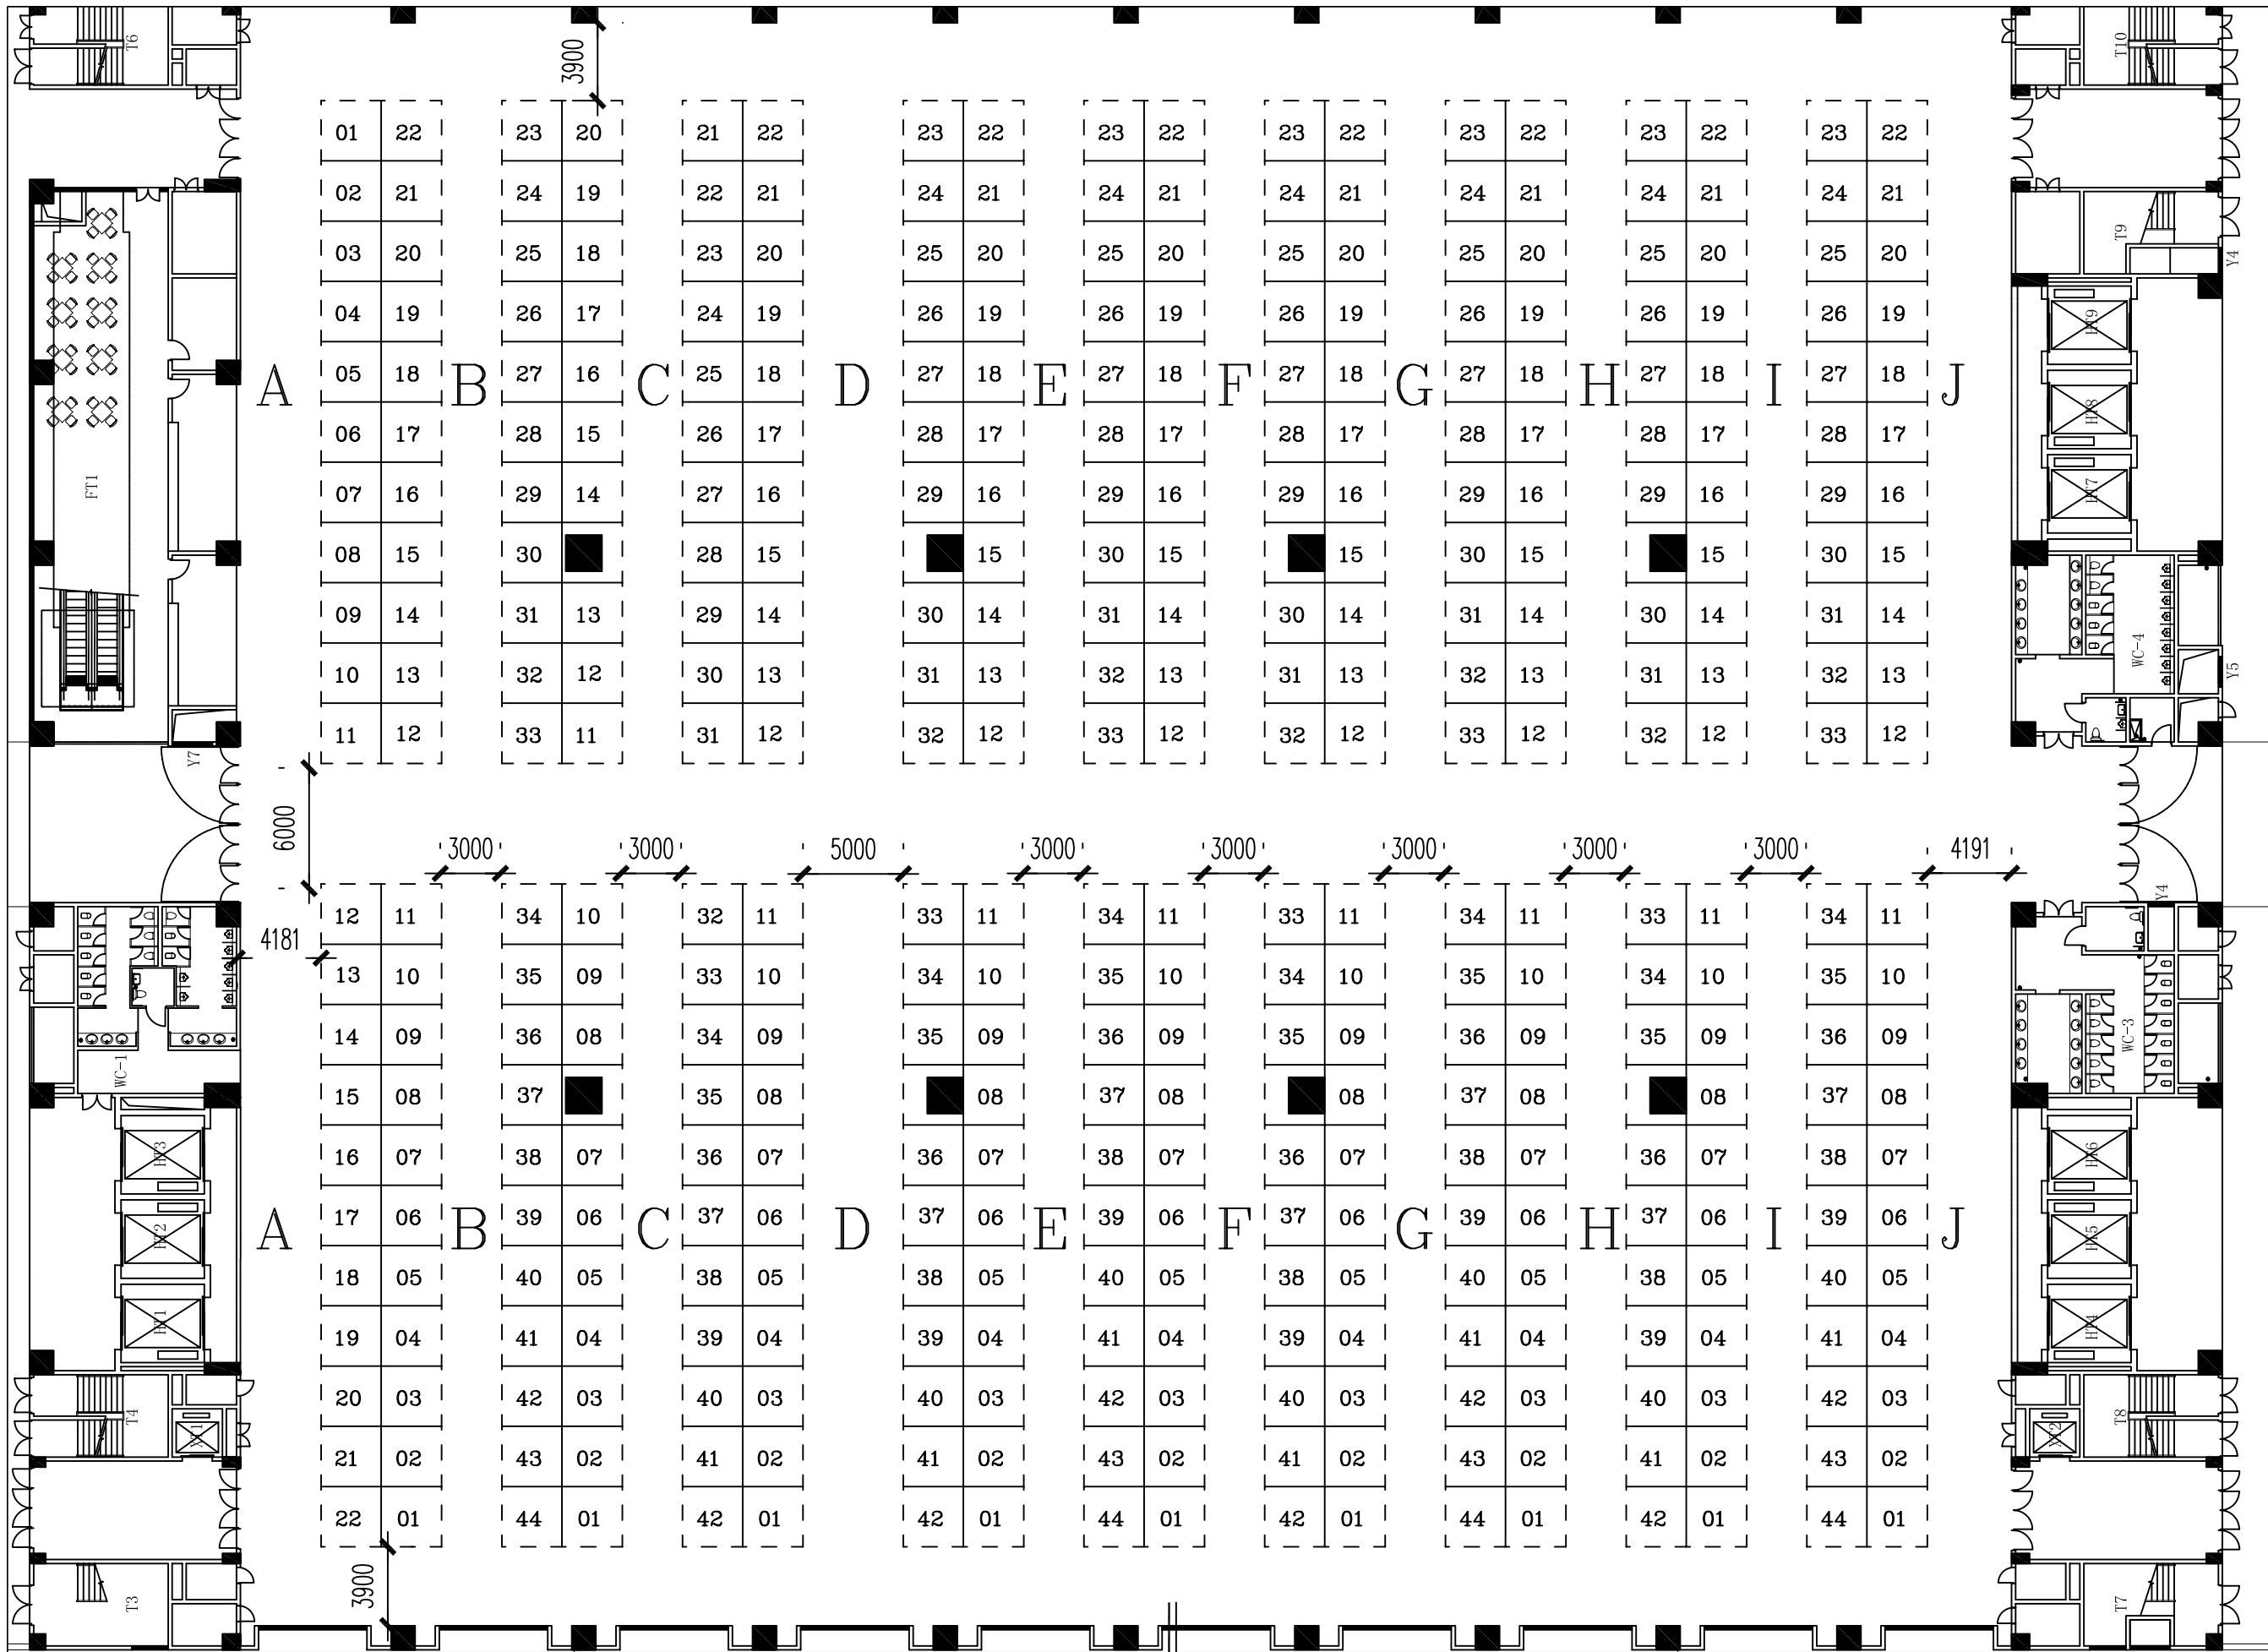 T6 T10
3900
01 22 23 20 21 22 23 22 23 22 23 22 23 22 23 22 23 22
02 21 24 19 22 21 24 21 24 21 24 21 24 21 24 21 24 21
03 20 25 18 23 20 25 20 25 20 25 20 25 20 25 20 25 20
T9 Y4
04 19 26 17 24 19 26 19 26 19 26 19 26 19 26 19 26 19
HT9
A 05 18 B 27 16 C 25 18 D 27 18 E 27 18 F 27 18 G 27 18 H 27 18 I 27 18 J
HT8
06 17 28 15 26 17 28 17 28 17 28 17 28 17 28 17 28 17
FT1 07 16 29 14 27 16 29 16 29 16 29 16 29 16 29 16 29 16 HT7
08 15 30 28 15 15 30 15 15 30 15 15 30 15
09 14 31 13 29 14 30 14 31 14 30 14 31 14 30 14 31 14
WC-4
10 13 32 12 30 13 31 13 32 13 31 13 32 13 31 13 32 13 Y5
11 12 33 11 31 12 32 12 33 12 32 12 33 12 32 12 33 12
Y7
6000
3000 3000 5000 3000 3000 3000 3000 3000 4191
Y4
12 11 34 10 32 11 33 11 34 11 33 11 34 11 33 11 34 11
4181
13 10 35 09 33 10 34 10 35 10 34 10 35 10 34 10 35 10
14 09 36 08 34 09 35 09 36 09 35 09 36 09 35 09 36 09 WC-3
WC-1
15 08 37 35 08 08 37 08 08 37 08 08 37 08
HT3 16 07 38 07 36 07 36 07 38 07 36 07 38 07 36 07 38 07 HT6
HT2 A 17 06 B 39 06 C 37 06 D 37 06 E 39 06 F 37 06 G 39 06 H 37 06 I 39 06 J HT5
18 05 40 05 38 05 38 05 40 05 38 05 40 05 38 05 40 05
HT1 19 04 41 04 39 04 39 04 41 04 39 04 41 04 39 04 41 04 HT4
20 03 42 03 40 03 40 03 42 03 40 03 42 03 40 03 42 03
T4 XT1 XT2 T8
21 02 43 02 41 02 41 02 43 02 41 02 43 02 41 02 43 02
22 01 44 01 42 01 42 01 44 01 42 01 44 01 42 01 44 01
3900
T3 T7